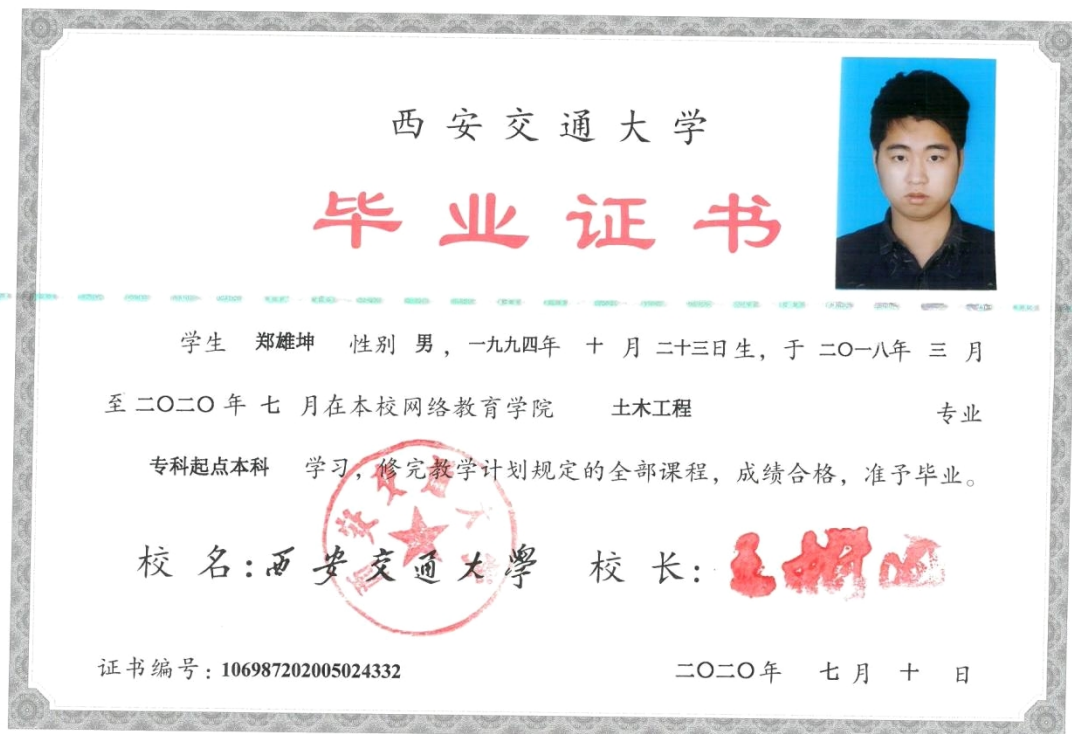 西安交通大学
毕业证书
学生 郑雄坤 性别 男，一九九四年 十 月 二十三日生，于 二〇一八年 三 月
至 二〇二〇 年 七 月在本校网络教育学院 土木工程 专业
专科起点本科 学习，修完教学计划规定的全部课程，成绩合格，准予毕业。
校 名：西安交通大學 校 长：
证书编号：106987202005024332 二〇二〇年 七 月 十 日